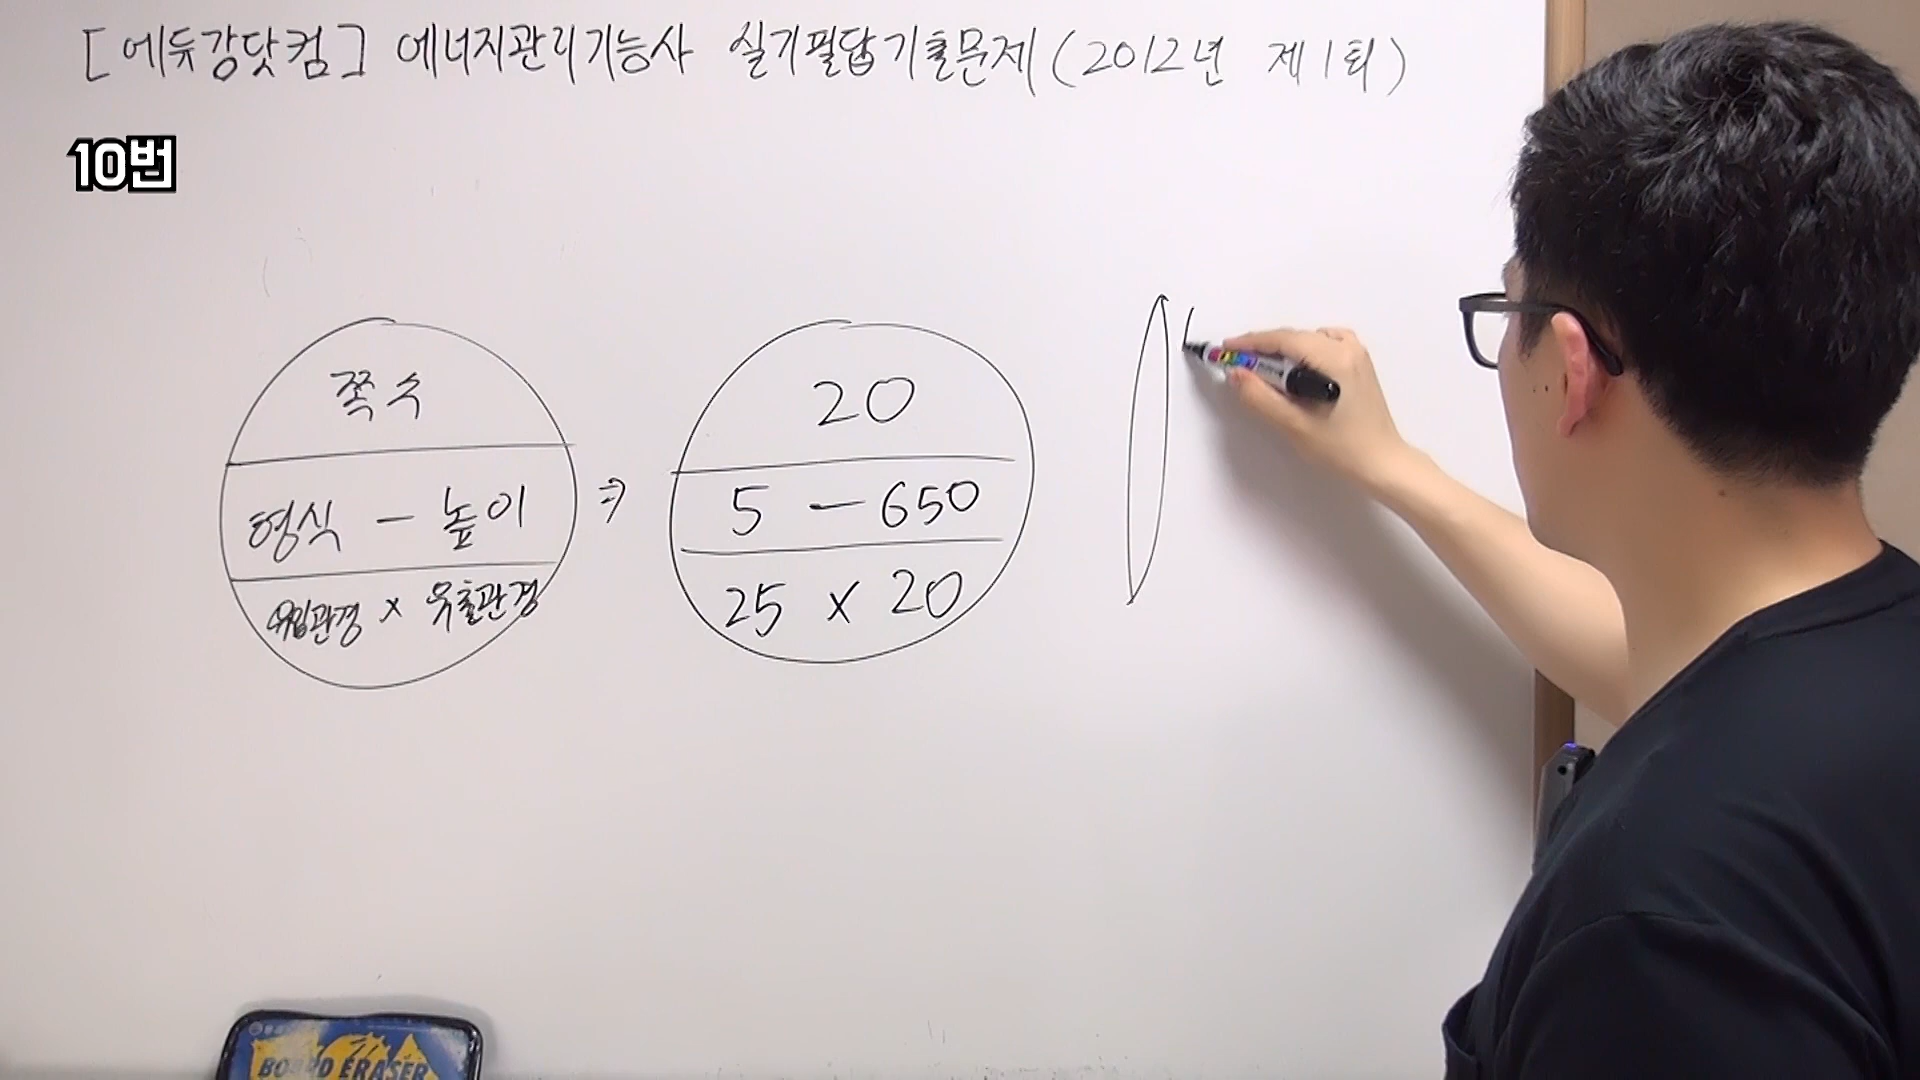 [에듀강닷컴] 에너지관리기능사 실기필답기출문제(2012년 제1회)
10번
쪽수
형식 - 높이
유입관경 x 유출관경
⇒
20
5 - 650
25 x 20
BOARD ERASER